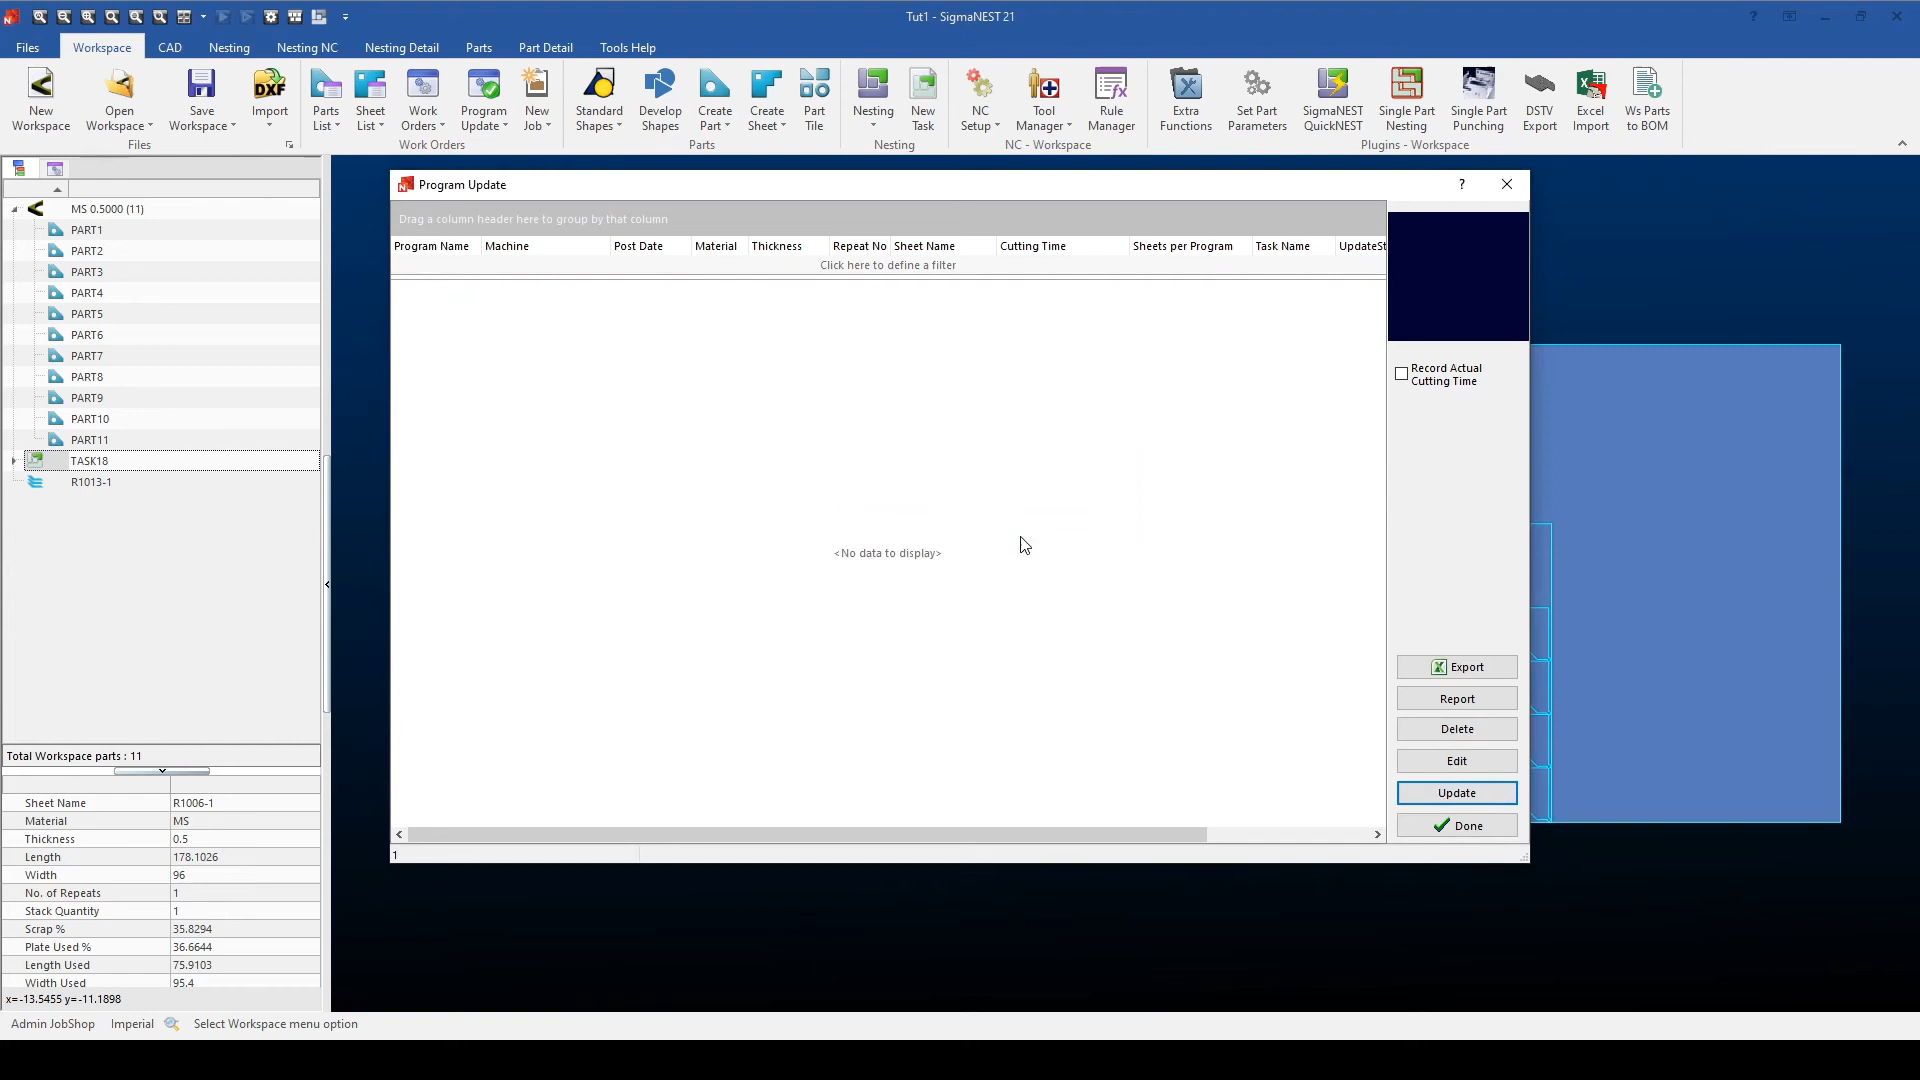 Tut1 - SigmaNEST 21
?
Files
Workspace
CAD
Nesting
Nesting NC
Nesting Detail
Parts
Part Detail
Tools Help
New Workspace
Open Workspace
Save Workspace
DXF
Import
Parts List
Sheet List
Work Orders
Program Update
New Job
Standard Shapes
Develop Shapes
Create Part
Create Sheet
Part Tile
Nesting
New Task
NC Setup
Tool Manager
Rule Manager
Extra Functions
Set Part Parameters
SigmaNEST QuickNEST
Single Part Nesting
Single Part Punching
DSTV Export
Excel Import
Ws Parts to BOM
Files
Work Orders
Parts
Nesting
NC - Workspace
Plugins - Workspace
MS 0.5000 (11)
PART1
PART2
PART3
PART4
PART5
PART6
PART7
PART8
PART9
PART10
PART11
TASK18
R1013-1
Total Workspace parts : 11
Sheet Name R1006-1
Material MS
Thickness 0.5
Length 178.1026
Width 96
No. of Repeats 1
Stack Quantity 1
Scrap % 35.8294
Plate Used % 36.6644
Length Used 75.9103
Width Used 95.4
x=-13.5455 y=-11.1898
Program Update
?
Drag a column header here to group by that column
Program Name Machine Post Date Material Thickness Repeat No Sheet Name Cutting Time Sheets per Program Task Name UpdateSt
Click here to define a filter
<No data to display>
1
Record Actual
Cutting Time
Export
Report
Delete
Edit
Update
Done
Admin JobShop Imperial Select Workspace menu option